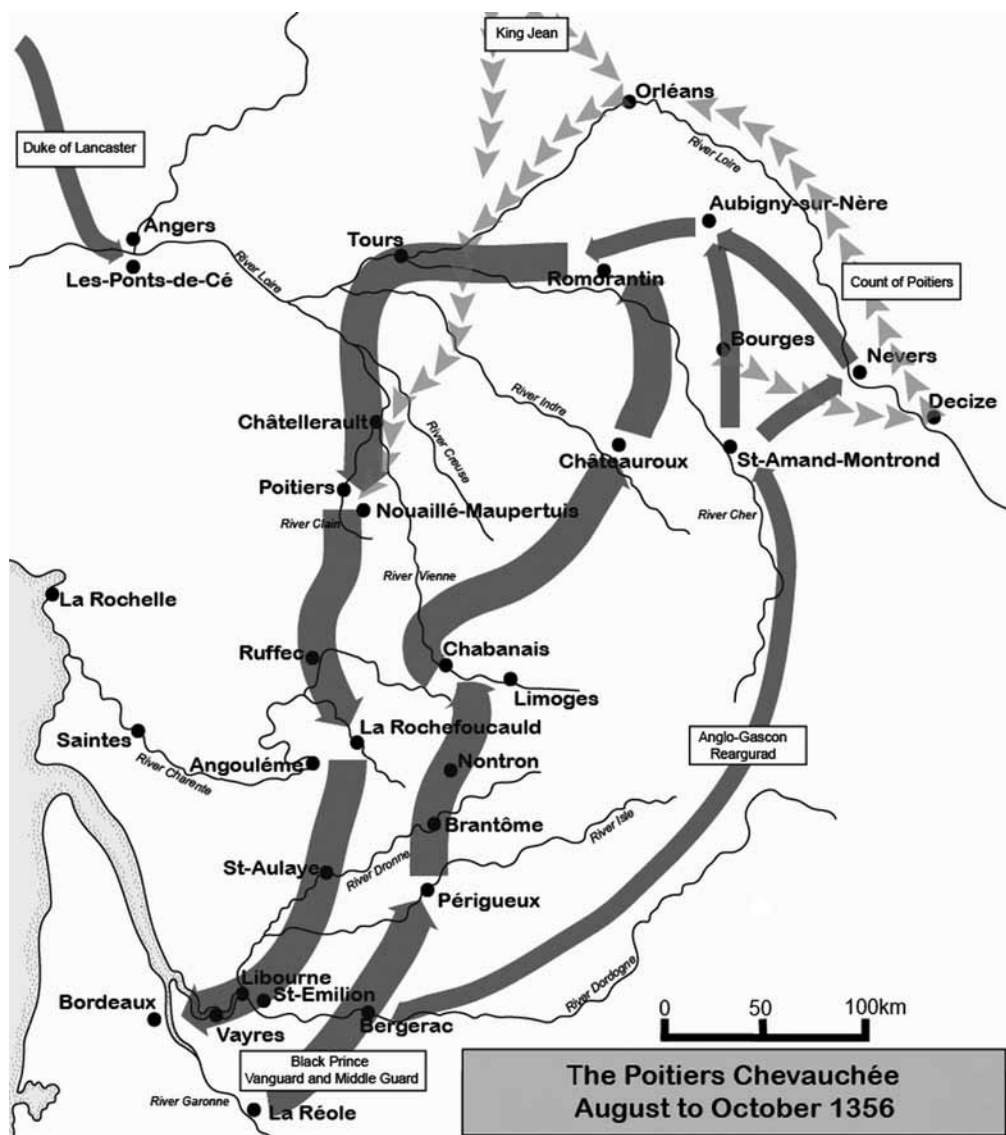 King Jean
Orléans
River Loire
Duke of Lancaster
Aubigny-sur-Nère
Angers
Tours
Les-Ponts-de-Cé
River Loire
Romorantin
Count of Poitiers
Bourges
Nevers
River Indre
Decize
Châtellerault
River Creuse
Châteauroux
St-Amand-Montrond
Poitiers
Nouaillé-Maupertuis
River Clain
River Cher
River Vienne
La Rochelle
Ruffec
Chabanais
Limoges
La Rochefoucauld
Saintes
Anglo-Gascon
Reargurad
Angouléme
Nontron
River Charente
Brantôme
River Isle
St-Aulaye
River Dronne
Périgueux
Libourne
St-Emilion
River Dordogne
Bordeaux
Vayres
Bergerac
0 50 100km
Black Prince
Vanguard and Middle Guard
River Garonne
La Réole
The Poitiers Chevauchée
August to October 1356